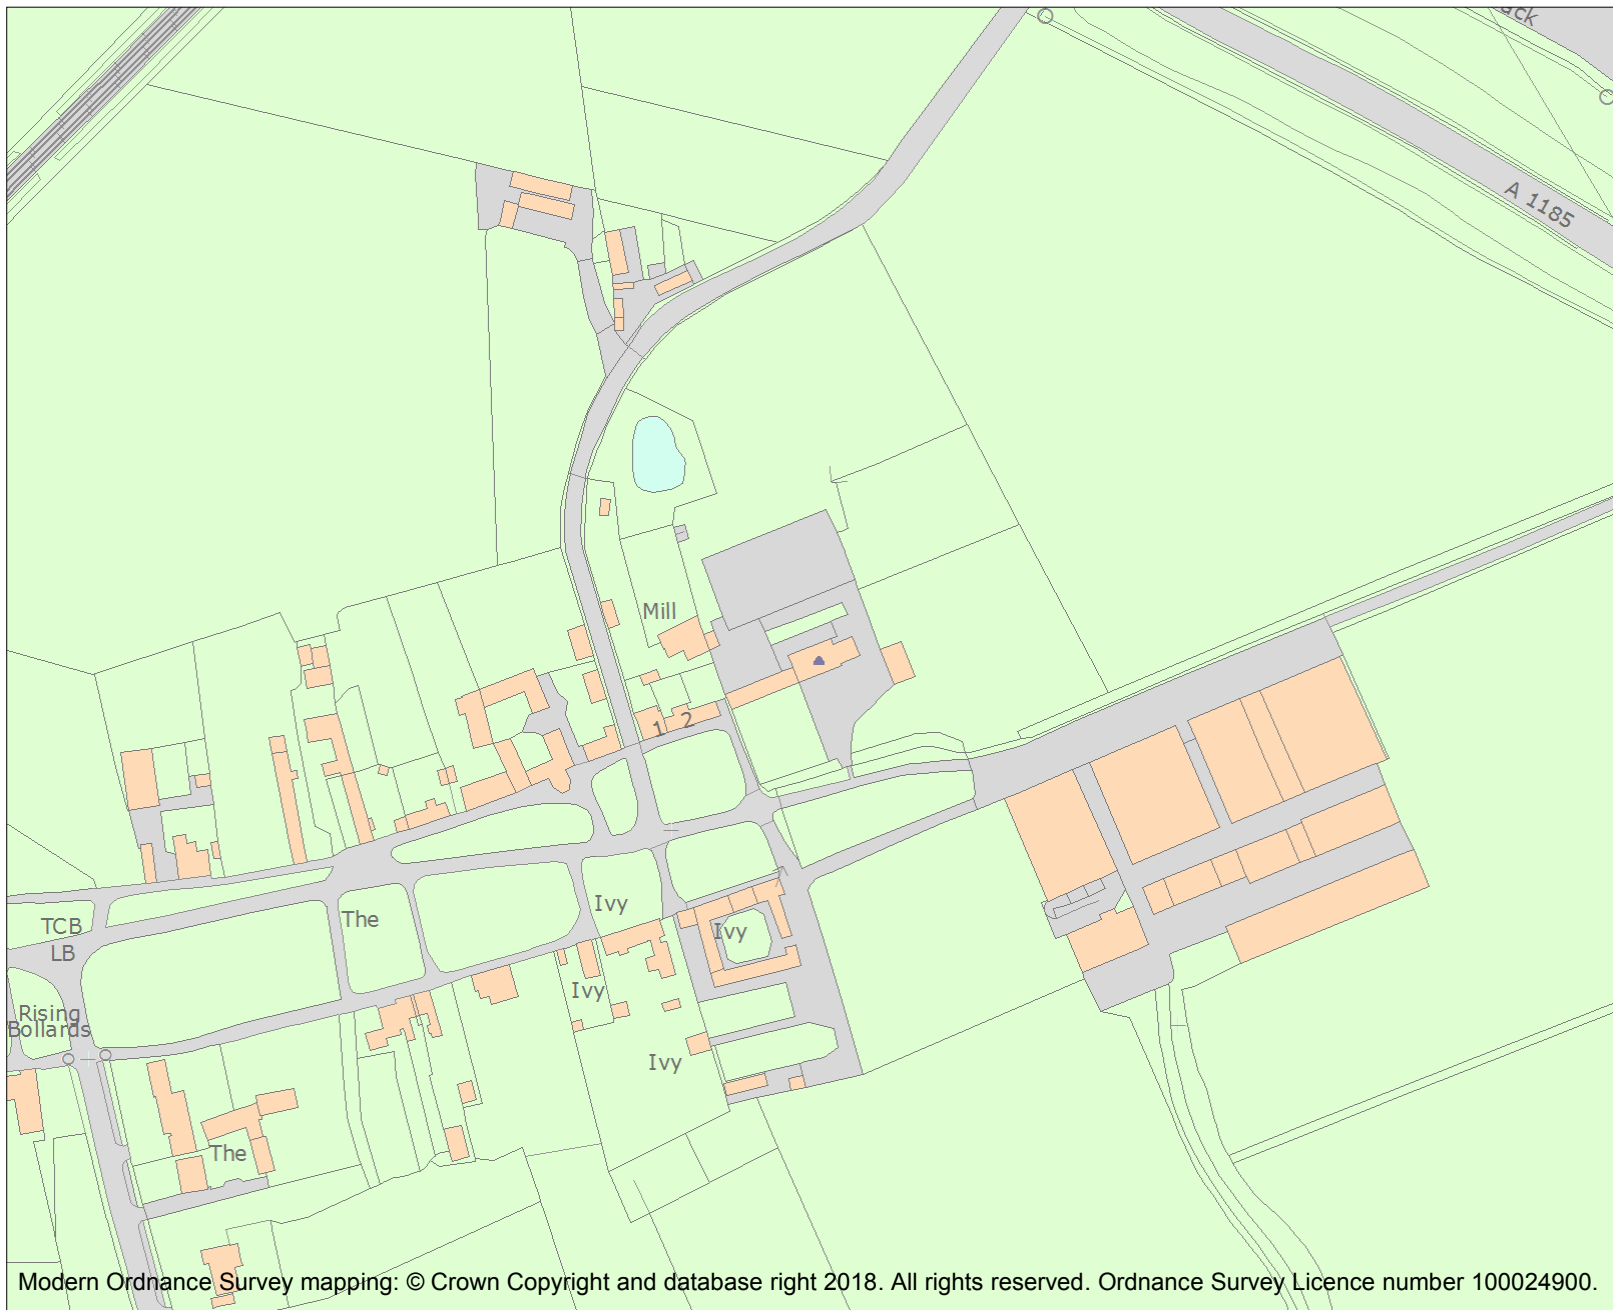 A 1185
Mill
1 2
The
Ivy
TCB
LB
Ivy
Ivy
Rising
Bollards
Ivy
The
Modern Ordnance Survey mapping: © Crown Copyright and database right 2018. All rights reserved. Ordnance Survey Licence number 100024900.